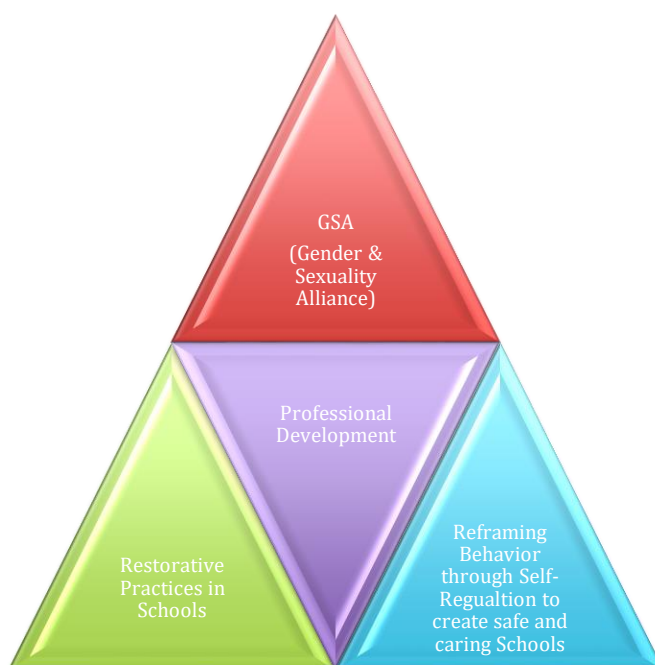 GSA
(Gender &
Sexuality
Alliance)
Professional
Development
Restorative
Practices in
Schools
Reframing
Behavior
through Self-
Regualtion to
create safe and
caring Schools